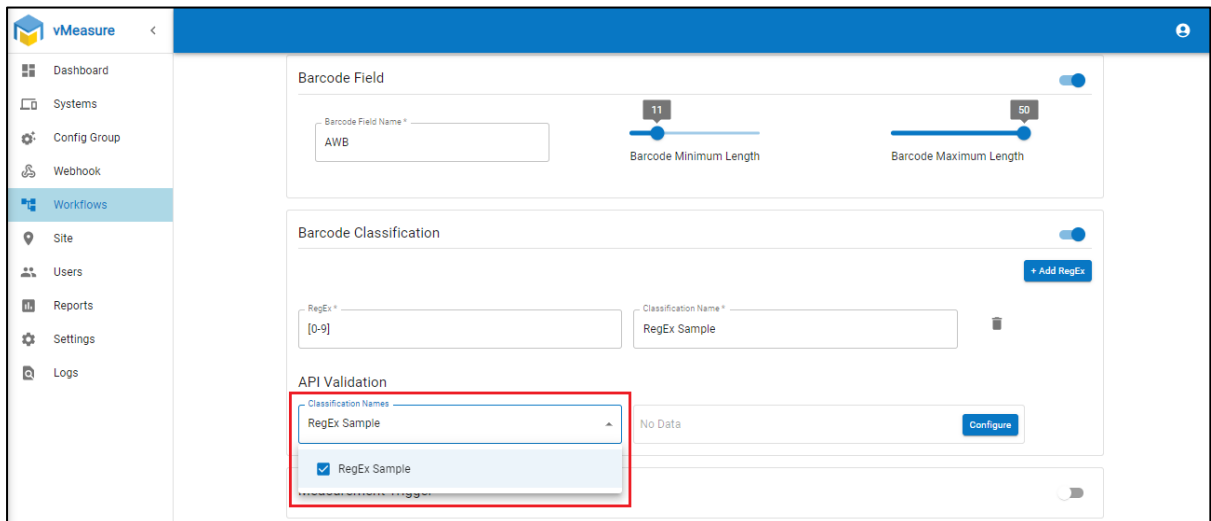 vMeasure
Dashboard
Systems
Config Group
Webhook
Workflows
Site
Users
Reports
Settings
Logs
Barcode Field
Barcode Field Name *
AWB
11
Barcode Minimum Length
50
Barcode Maximum Length
Barcode Classification
+ Add RegEx
RegEx *
[0-9]
Classification Name *
RegEx Sample
API Validation
Classification Names
RegEx Sample
No Data
Configure
RegEx Sample
Measurement Trigger